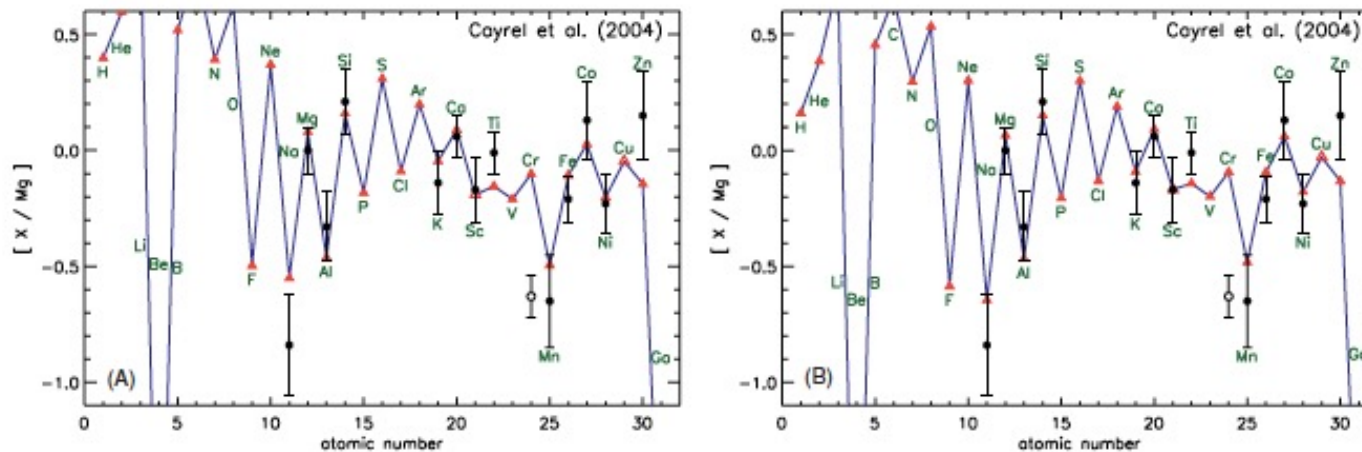 Cayrel et al. (2004)
0.5
0.0
-0.5
-1.0
[ X / Mg ]
H
He
Li
Be
B
N
O
F
Ne
Na
Mg
Al
Si
P
S
Cl
Ar
K
Ca
Sc
Ti
V
Cr
Mn
Fe
Co
Ni
Cu
Zn
Ga
(A)
0 5 10 15 20 25 30
atomic number
Cayrel et al. (2004)
0.5
0.0
-0.5
-1.0
[ X / Mg ]
H
He
Li
Be
B
C
N
O
F
Ne
Na
Mg
Al
Si
P
S
Cl
Ar
K
Ca
Sc
Ti
V
Cr
Mn
Fe
Co
Ni
Cu
Zn
Ga
(B)
0 5 10 15 20 25 30
atomic number